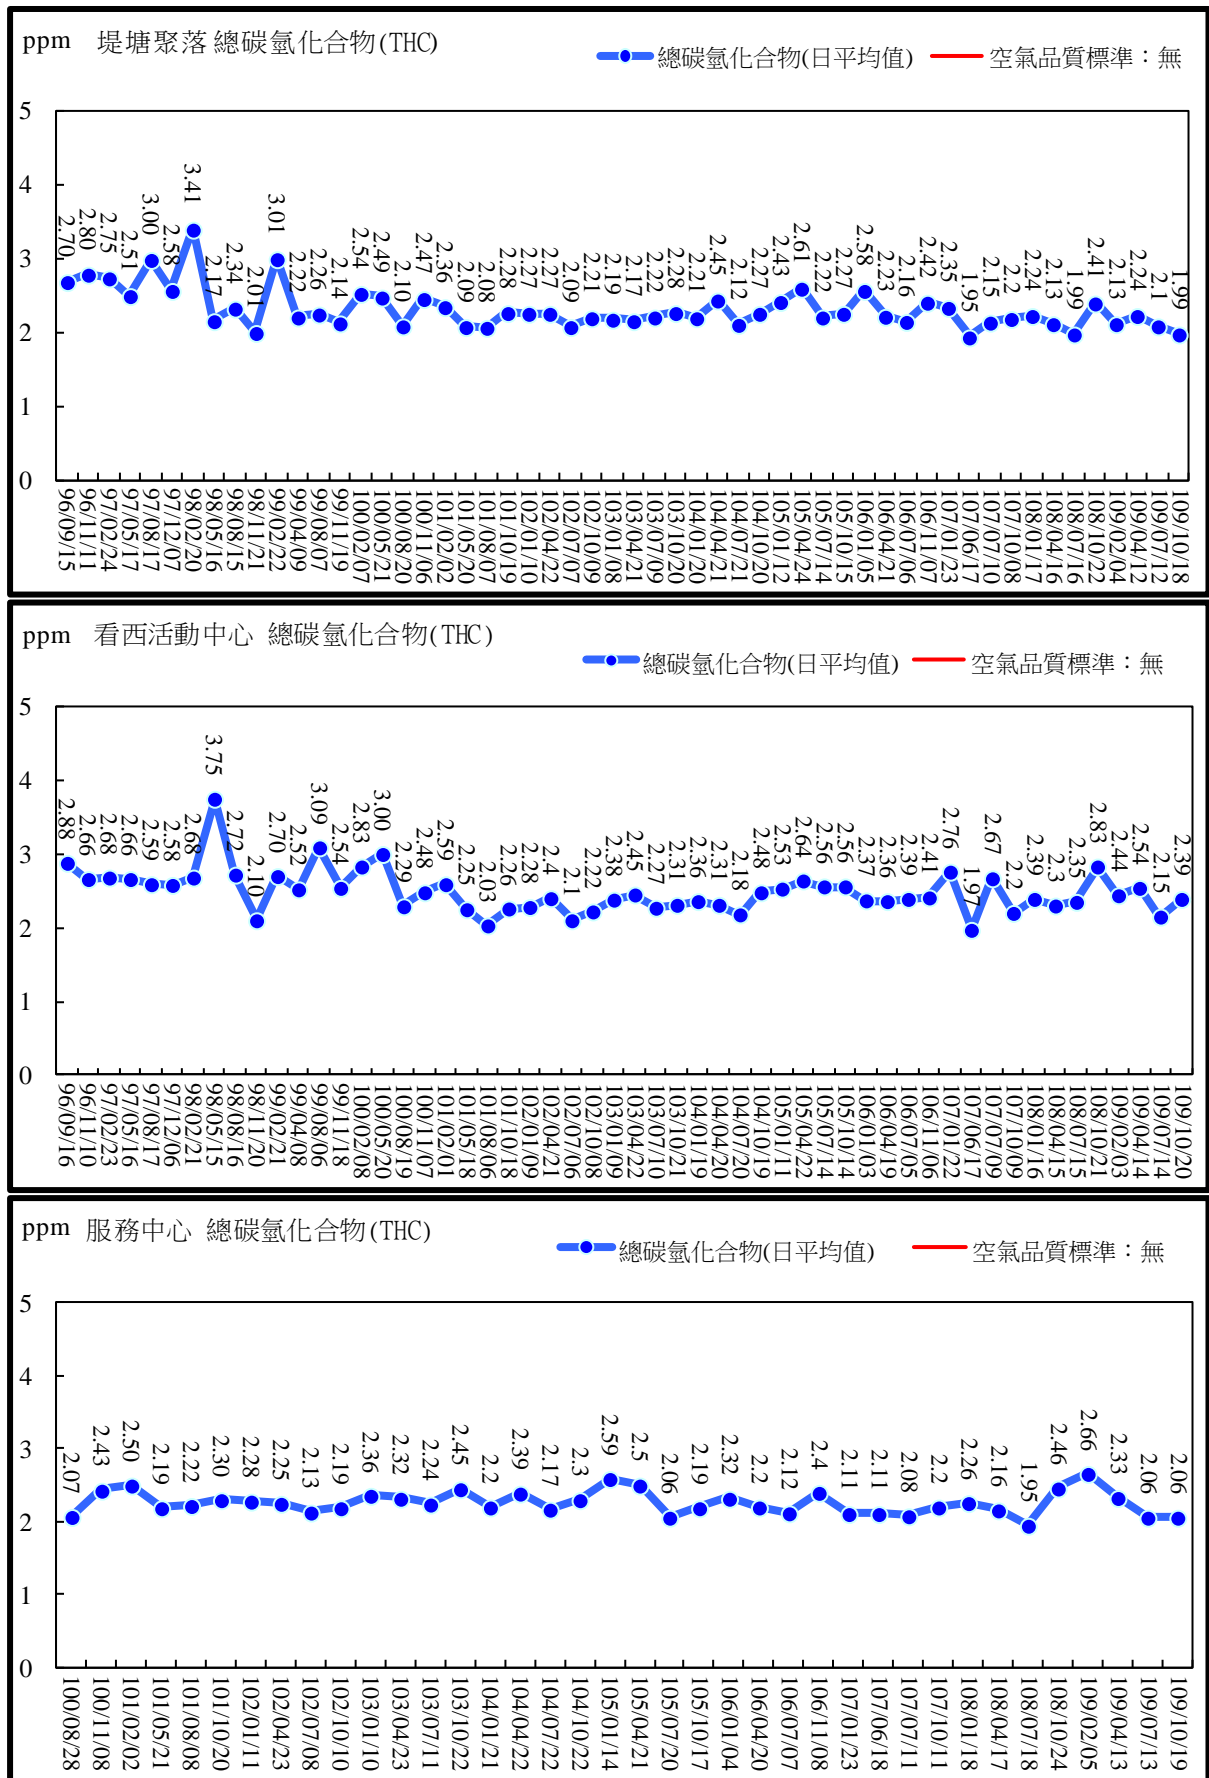 ppm 堤塘聚落 總碳氫化合物(THC)
總碳氫化合物(日平均值) 空氣品質標準：無
5
4
3
2
1
0
2.70 2.80 2.75 2.51 3.00 2.58 3.41 2.17 2.34 2.01 3.01 2.22 2.26 2.14 2.54 2.49 2.10 2.47 2.36 2.09 2.08 2.28 2.27 2.27 2.09 2.21 2.19 2.17 2.22 2.28 2.21 2.45 2.12 2.27 2.43 2.61 2.22 2.27 2.58 2.23 2.16 2.42 2.35 1.95 2.15 2.2 2.24 2.13 1.99 2.41 2.13 2.24 2.1 1.99
96/09/15 96/11/11 97/02/24 97/05/17 97/08/17 97/12/07 98/02/20 98/05/16 98/08/15 98/11/21 99/02/22 99/04/09 99/08/07 99/11/19 100/02/07 100/05/21 100/08/20 100/11/06 101/02/02 101/05/20 101/08/07 101/10/19 102/01/10 102/04/22 102/07/07 102/10/09 103/01/08 103/04/21 103/07/09 103/10/20 104/01/20 104/04/21 104/07/21 104/10/20 105/01/12 105/04/24 105/07/14 105/10/15 106/01/05 106/04/21 106/07/06 106/11/07 107/01/23 107/06/17 107/07/10 107/10/08 108/01/17 108/04/16 108/07/16 108/10/22 109/02/04 109/04/12 109/07/12 109/10/18
ppm 看西活動中心 總碳氫化合物(THC)
總碳氫化合物(日平均值) 空氣品質標準：無
5
4
3
2
1
0
2.88 2.66 2.68 2.66 2.59 2.58 2.68 3.75 2.72 2.10 2.70 2.52 3.09 2.54 2.83 3.00 2.29 2.48 2.59 2.25 2.03 2.26 2.28 2.4 2.1 2.22 2.38 2.45 2.27 2.31 2.36 2.31 2.18 2.48 2.53 2.64 2.56 2.56 2.37 2.36 2.39 2.41 2.76 1.97 2.67 2.2 2.39 2.3 2.35 2.83 2.44 2.54 2.15 2.39
96/09/16 96/11/10 97/02/23 97/05/16 97/08/17 97/12/06 98/02/21 98/05/15 98/08/16 98/11/20 99/02/21 99/04/08 99/08/06 99/11/18 100/02/08 100/05/20 100/08/19 100/11/07 101/02/01 101/05/18 101/08/06 101/10/18 102/01/09 102/04/21 102/07/06 102/10/08 103/01/09 103/04/22 103/07/10 103/10/21 104/01/19 104/04/20 104/07/20 104/10/19 105/01/11 105/04/22 105/07/14 105/10/14 106/01/03 106/04/19 106/07/05 106/11/06 107/01/22 107/06/17 107/07/09 107/10/09 108/01/16 108/04/15 108/07/15 108/10/21 109/02/03 109/07/14 109/10/20
ppm 服務中心 總碳氫化合物(THC)
總碳氫化合物(日平均值) 空氣品質標準：無
5
4
3
2
1
0
2.07 2.43 2.50 2.19 2.22 2.30 2.28 2.25 2.13 2.19 2.36 2.32 2.24 2.45 2.2 2.39 2.17 2.3 2.59 2.5 2.06 2.19 2.32 2.2 2.12 2.4 2.11 2.11 2.08 2.2 2.26 2.16 1.95 2.46 2.66 2.33 2.06 2.06
100/08/28 100/11/08 101/02/02 101/05/21 101/08/08 101/10/20 102/01/11 102/04/23 102/07/08 102/10/10 103/01/10 103/04/23 103/07/11 103/10/22 104/01/21 104/04/22 104/07/22 104/10/22 105/01/14 105/04/21 105/07/20 105/10/17 106/01/04 106/04/20 106/07/07 106/11/08 107/01/23 107/06/18 107/07/11 107/10/11 108/01/18 108/04/17 108/07/18 108/10/24 109/02/05 109/04/13 109/07/13 109/10/19